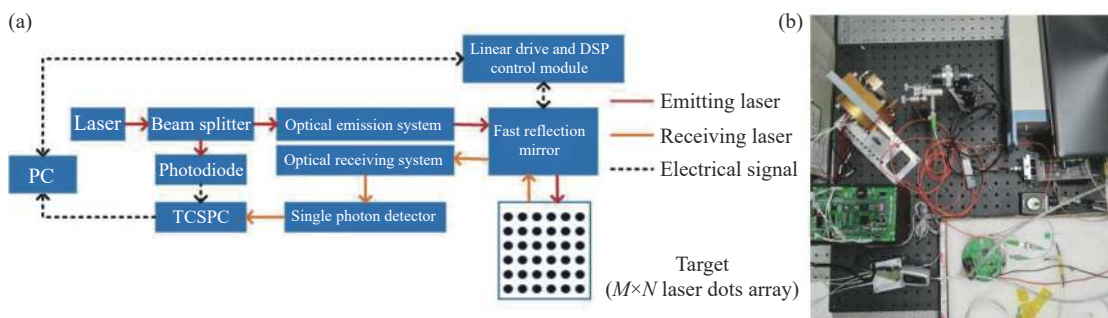 (a)
(b)
Linear drive and DSP
control module
Laser
Beam splitter
Optical emission system
Fast reflection
mirror
Optical receiving system
Photodiode
PC
TCSPC
Single photon detector
Emitting laser
Receiving laser
Electrical signal
Target
(M×N laser dots array)